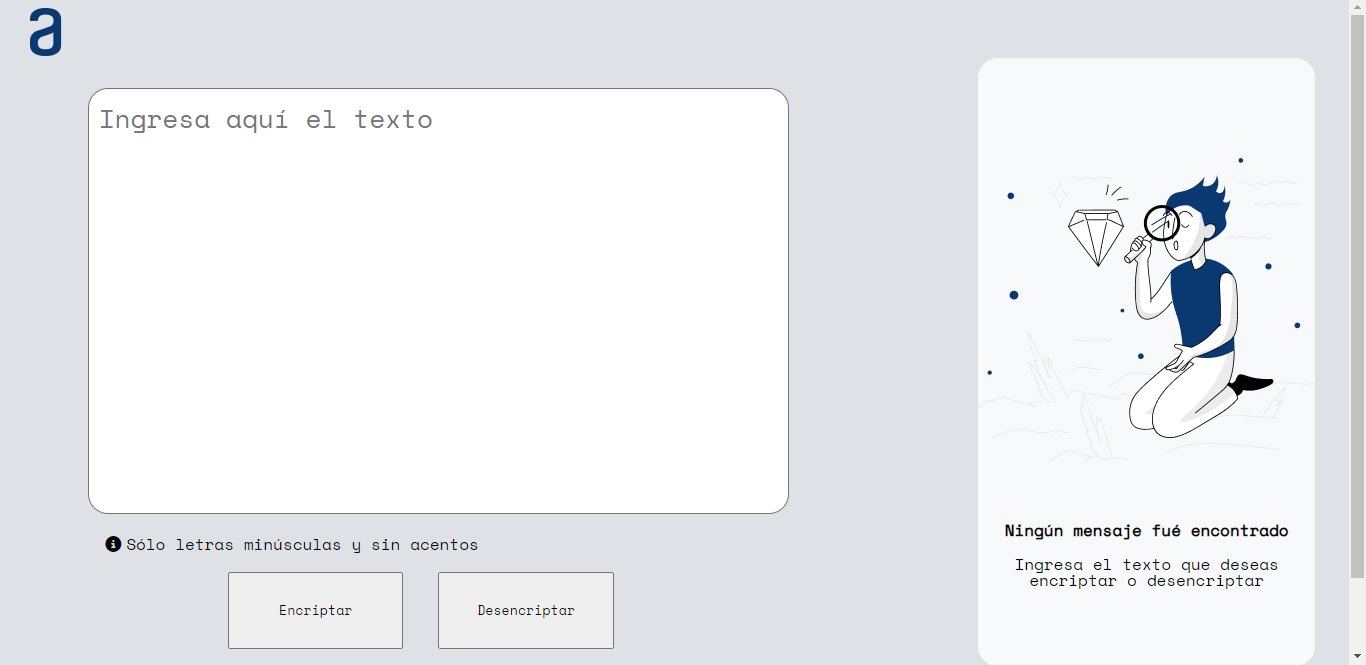 a
Ingresa aquí el texto
Sólo letras minúsculas y sin acentos
Encriptar
Desencriptar
Ningún mensaje fué encontrado
Ingresa el texto que deseas
encriptar o desencriptar